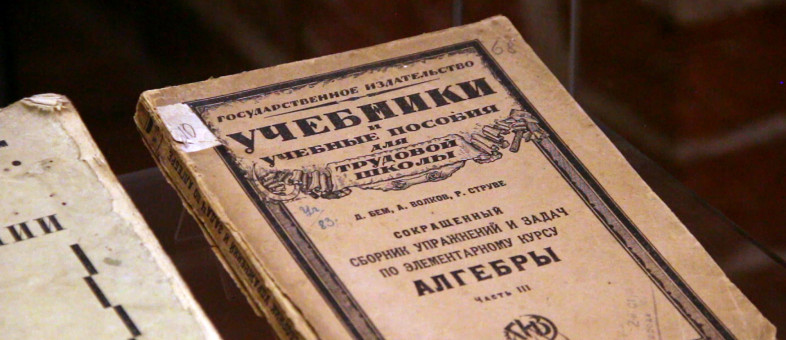 ГОСУДАРСТВЕННОЕ ИЗДАТЕЛЬСТВО
УЧЕБНИКИ
И
УЧЕБНЫЕ ПОСОБИЯ
ДЛЯ
ТРУДОВОЙ
ШКОЛЫ
Д. БЕМ, А. ВОЛКОВ, Р. СТРУВЕ
СОКРАЩЕННЫЙ
СБОРНИК УПРАЖНЕНИЙ И ЗАДАЧ
ПО ЭЛЕМЕНТАРНОМУ КУРСУ
АЛГЕБРЫ
ЧАСТЬ III